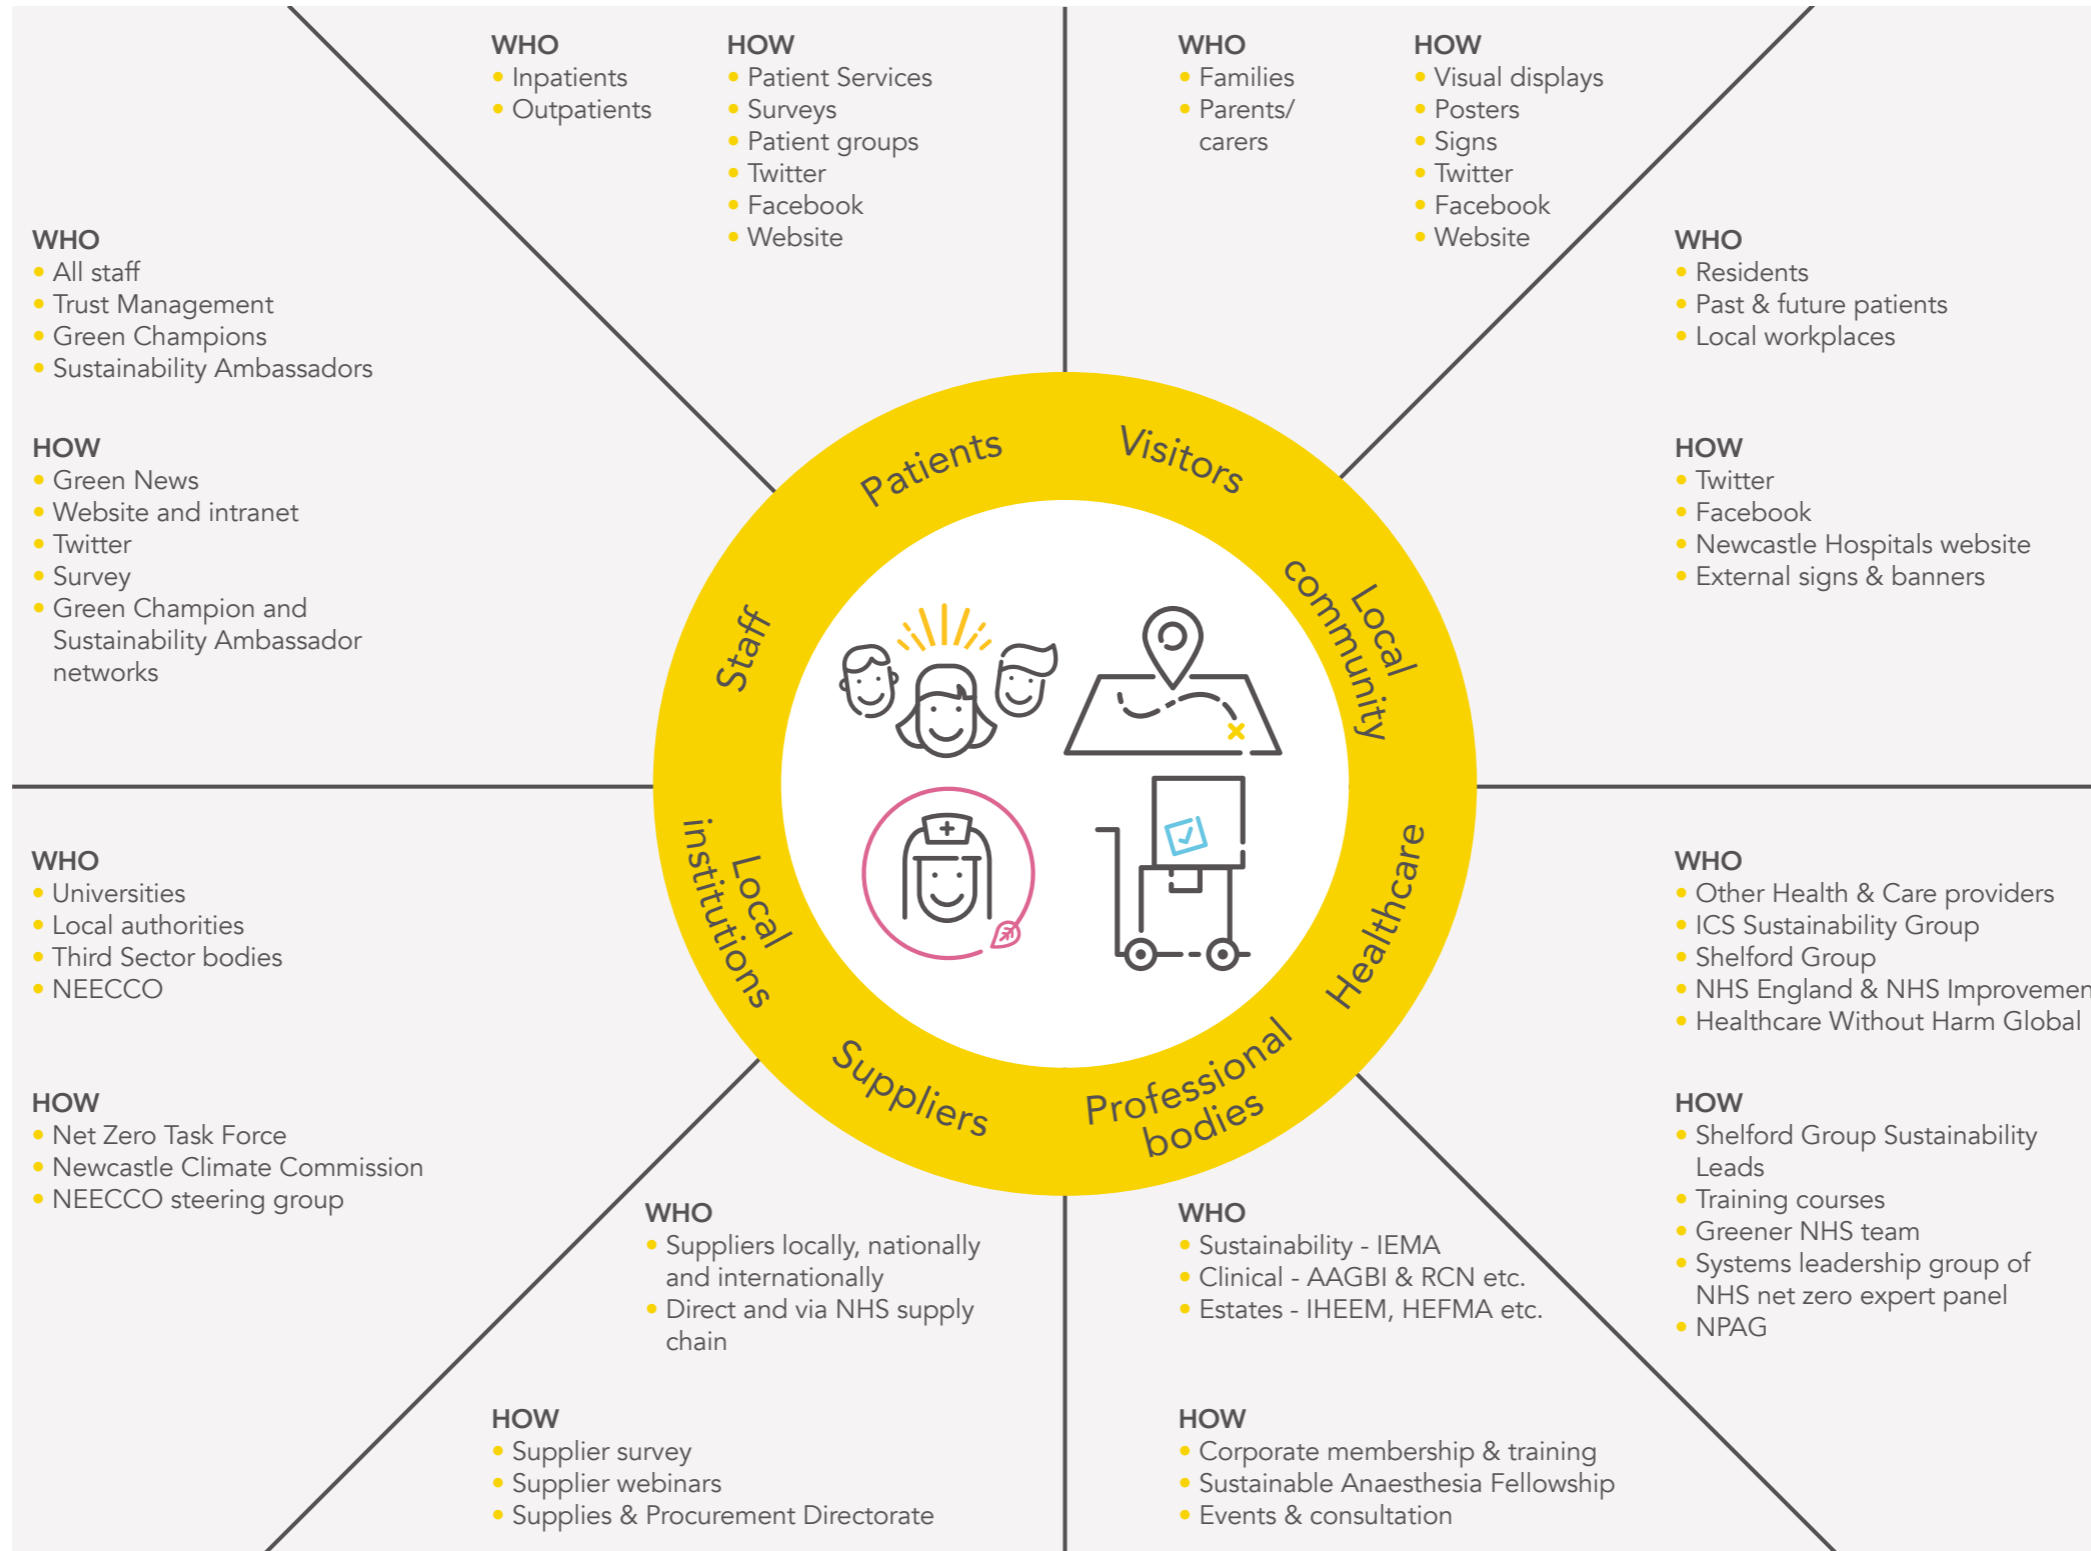 WHO
Inpatients
Outpatients
HOW
Patient Services
Surveys
Patient groups
Twitter
Facebook
Website
WHO
Families
Parents/
carers
HOW
Visual displays
Posters
Signs
Twitter
Facebook
Website
WHO
All staff
Trust Management
Green Champions
Sustainability Ambassadors
HOW
Green News
Website and intranet
Twitter
Survey
Green Champion and
Sustainability Ambassador
networks
WHO
Residents
Past & future patients
Local workplaces
HOW
Twitter
Facebook
Newcastle Hospitals website
External signs & banners
Patients
Visitors
Staff
Local
community
Local
institutions
Healthcare
Suppliers
Professional
bodies
WHO
Universities
Local authorities
Third Sector bodies
NEECCO
HOW
Net Zero Task Force
Newcastle Climate Commission
NEECCO steering group
WHO
Suppliers locally, nationally
and internationally
Direct and via NHS supply
chain
HOW
Supplier survey
Supplier webinars
Supplies & Procurement Directorate
WHO
Sustainability - IEMA
Clinical - AAGBI & RCN etc.
Estates - IHEEM, HEFMA etc.
HOW
Corporate membership & training
Sustainable Anaesthesia Fellowship
Events & consultation
WHO
Other Health & Care providers
ICS Sustainability Group
Shelford Group
NHS England & NHS Improvemen
Healthcare Without Harm Global
HOW
Shelford Group Sustainability
Leads
Training courses
Greener NHS team
Systems leadership group of
NHS net zero expert panel
NPAG